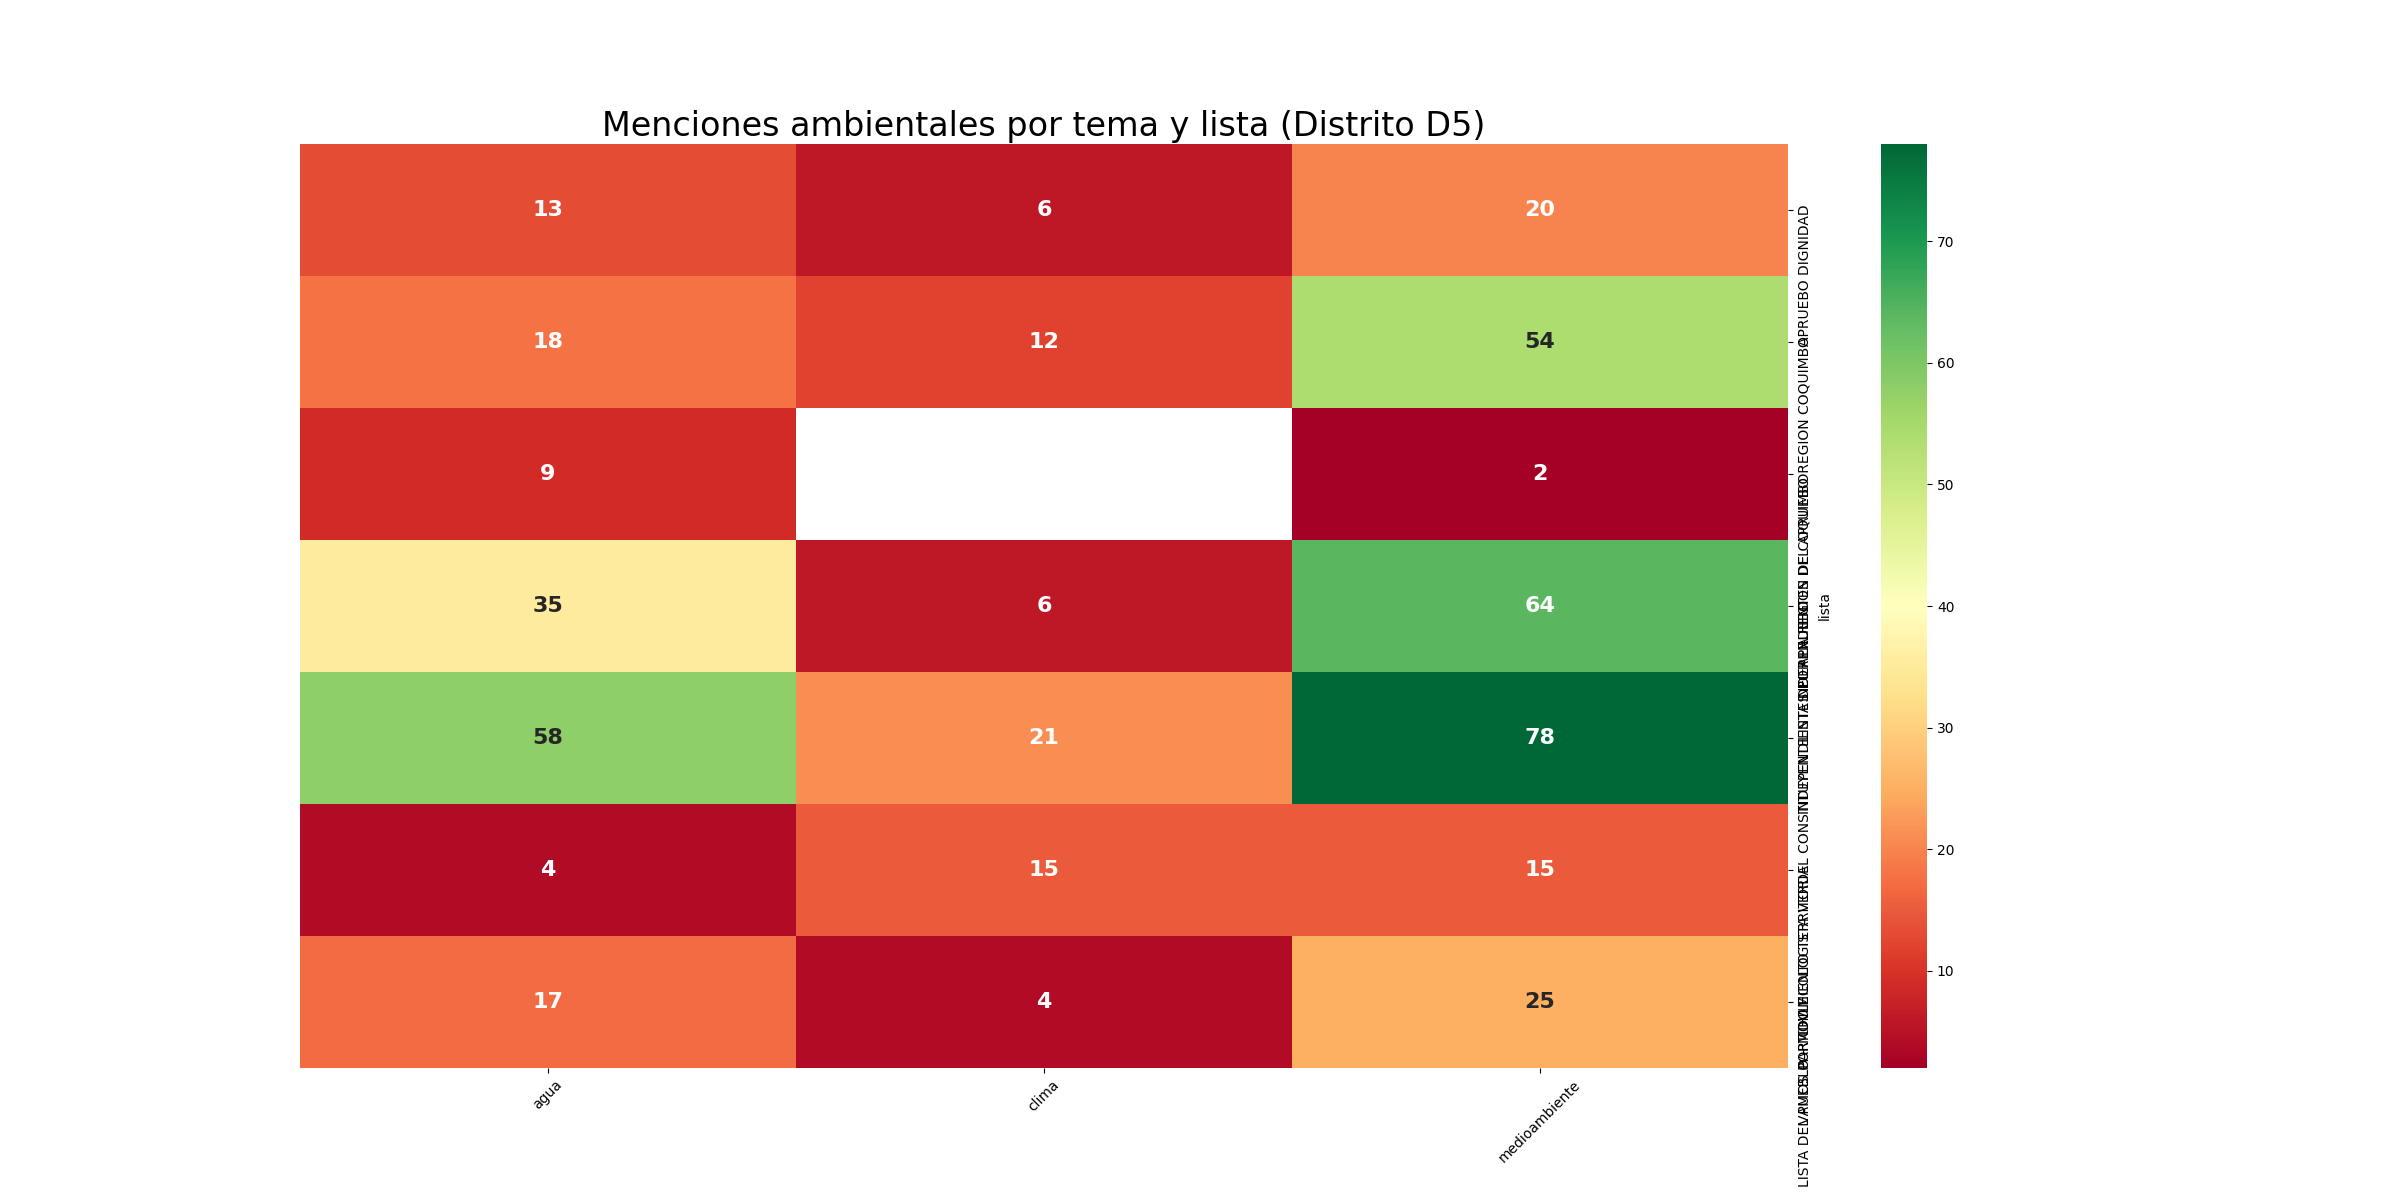 Menciones ambientales por tema y lista (Distrito D5)
13 6 20
18 12 54
9 2
35 6 64
58 21 78
4 15 15
17 4 25
agua
clima
medioambiente
APRUEBO DIGNIDAD
REGION COQUIMBO
lista
70
60
50
40
30
20
10